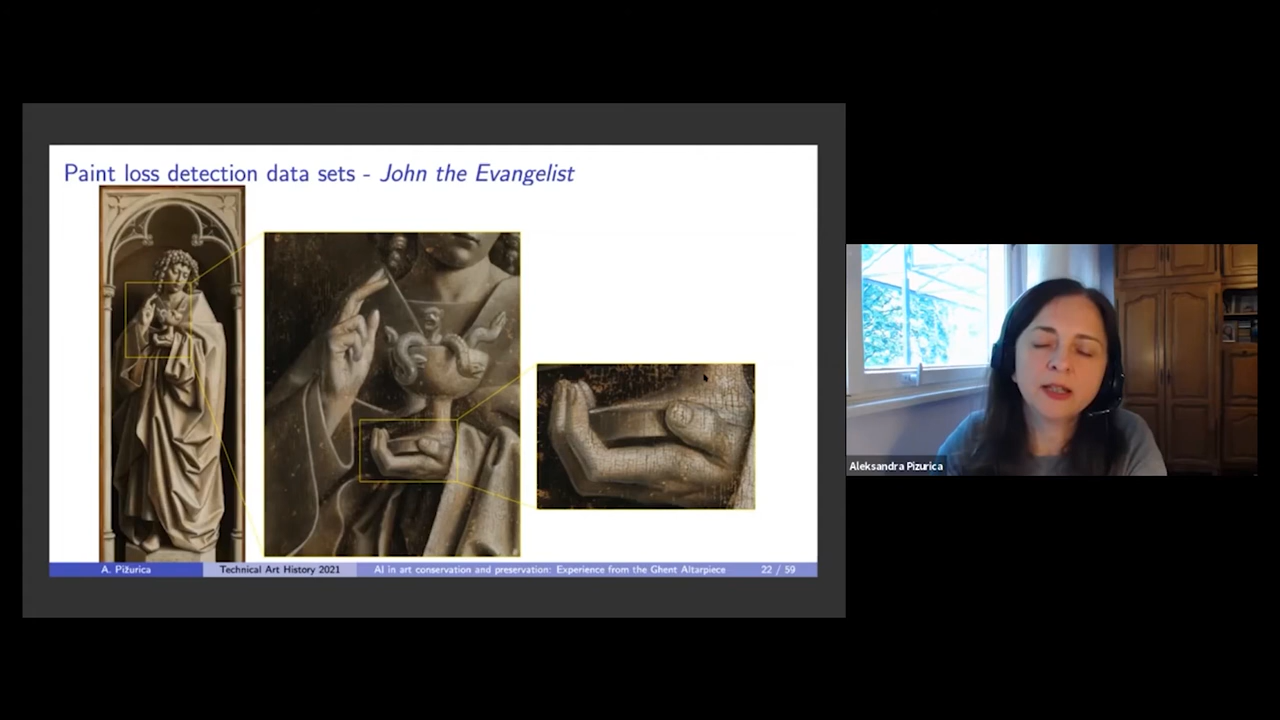 Paint loss detection data sets - John the Evangelist
A. Pižurica
Technical Art History 2021
AI in art conservation and preservation: Experience from the Ghent Altarpiece
22 / 59
Aleksandra Pizurica